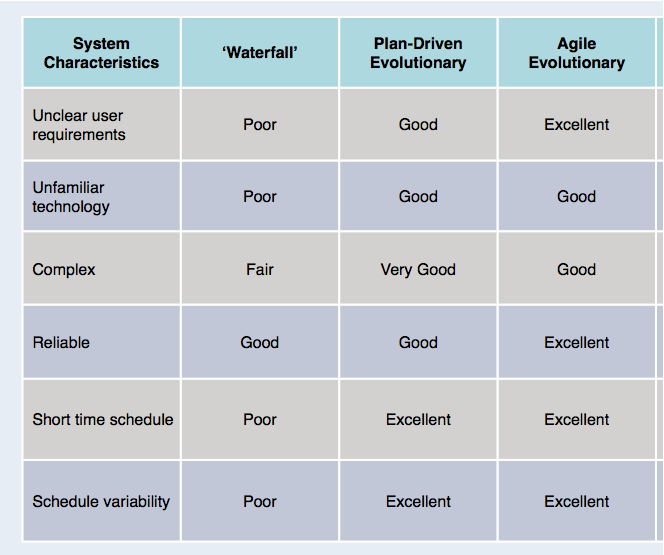 System Characteristics
‘Waterfall’
Plan-Driven Evolutionary
Agile Evolutionary
Unclear user requirements
Poor
Good
Excellent
Unfamiliar technology
Poor
Good
Good
Complex
Fair
Very Good
Good
Reliable
Good
Good
Excellent
Short time schedule
Poor
Excellent
Excellent
Schedule variability
Poor
Excellent
Excellent